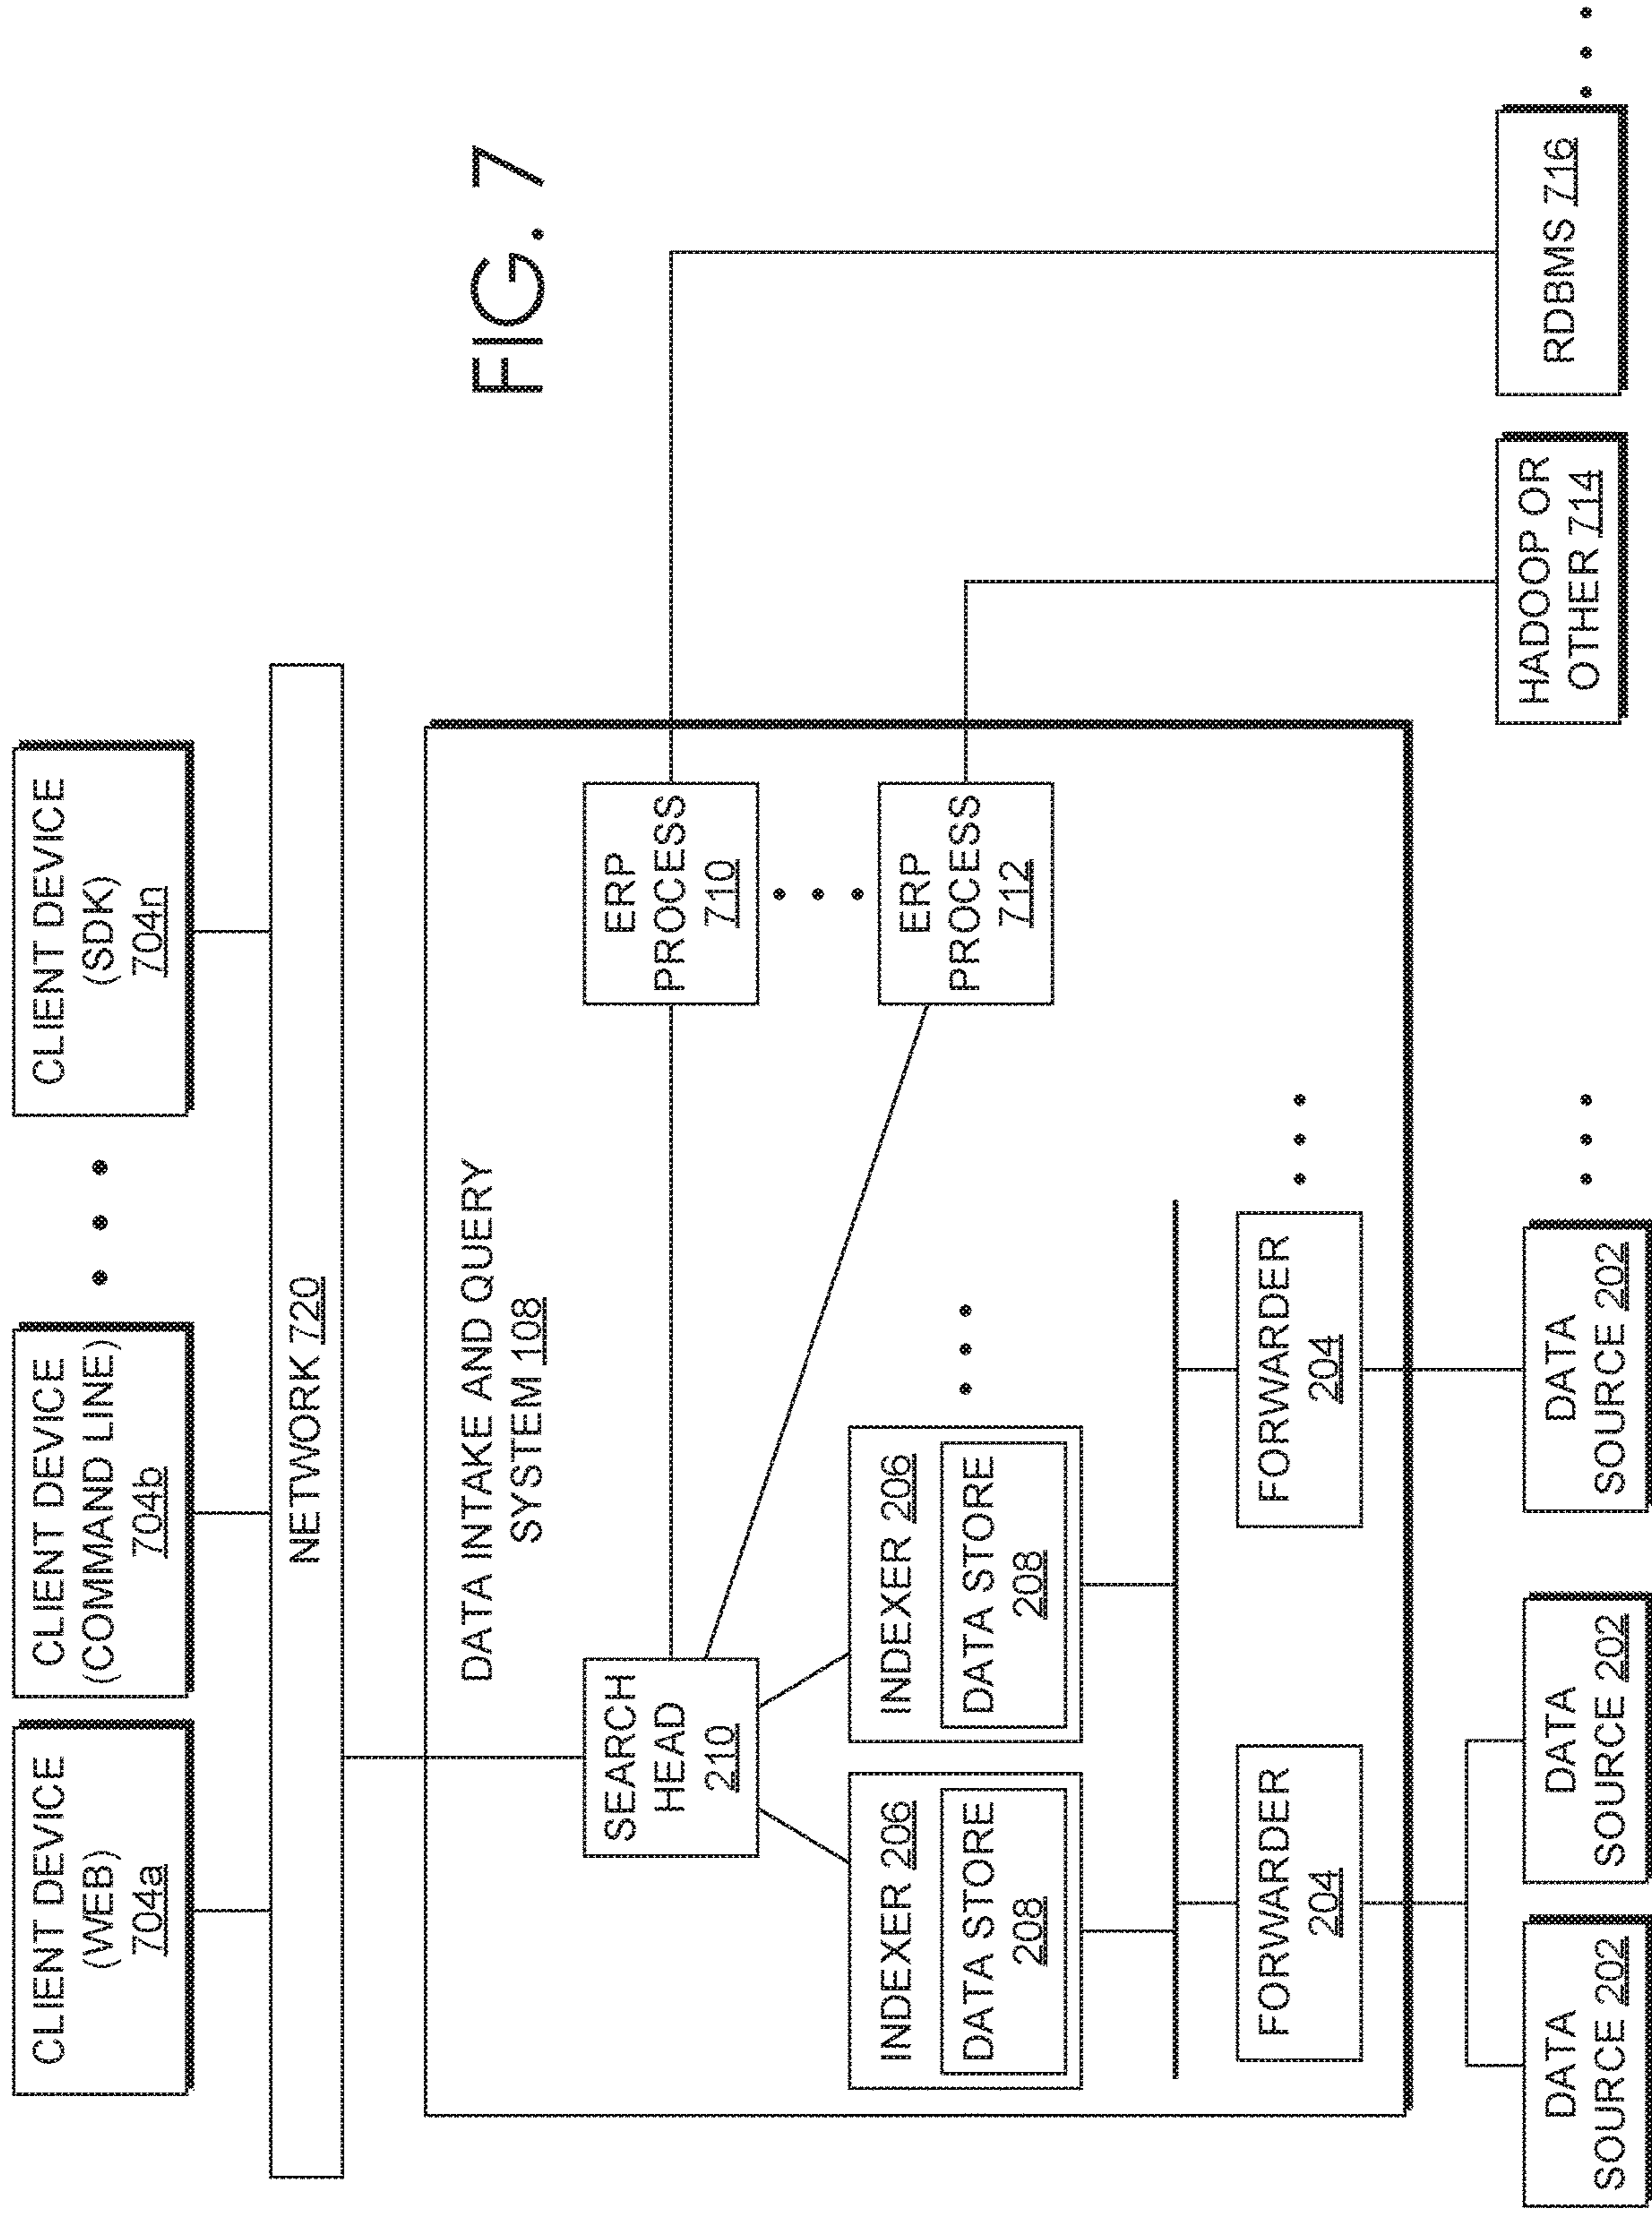 CLIENT DEVICE
(WEB)
704a
CLIENT DEVICE
(COMMAND LINE)
704b
CLIENT DEVICE
(SDK)
704n
NETWORK 720
FIG. 7
DATA INTAKE AND QUERY
SYSTEM 108
SEARCH
HEAD
210
ERP
PROCESS
710
ERP
PROCESS
712
INDEXER 206
DATA STORE
208
INDEXER 206
DATA STORE
208
FORWARDER
204
FORWARDER
204
DATA
SOURCE 202
DATA
SOURCE 202
DATA
SOURCE 202
HADOOP OR
OTHER 714
RDBMS 716